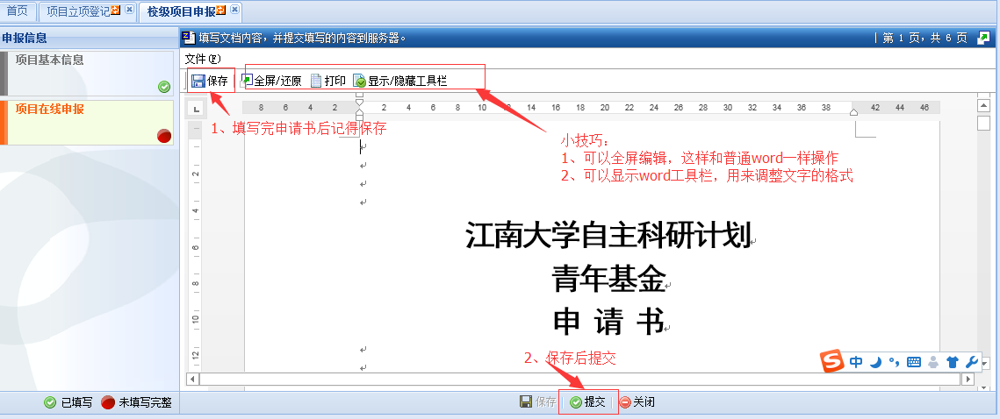 首页 项目立项登记 校级项目申报
申报信息
项目基本信息
项目在线申报
填写文档内容，并提交填写的内容到服务器。 | 第 1 页，共 6 页
文件(F)
保存 全屏/还原 打印 显示/隐藏工具栏
8 6 4 2 2 4 6 8 10 12 14 16 18 20 22 24 26 28 30 32 34 36 38 42 44 46
1、填写完申请书后记得保存
小技巧：
1、可以全屏编辑，这样和普通word一样操作
2、可以显示word工具栏，用来调整文字的格式
2
4
6
8
10
12
江南大学自主科研计划
青年基金
申 请 书
2、保存后提交
S 中
已填写 未填写完整
保存 提交 关闭